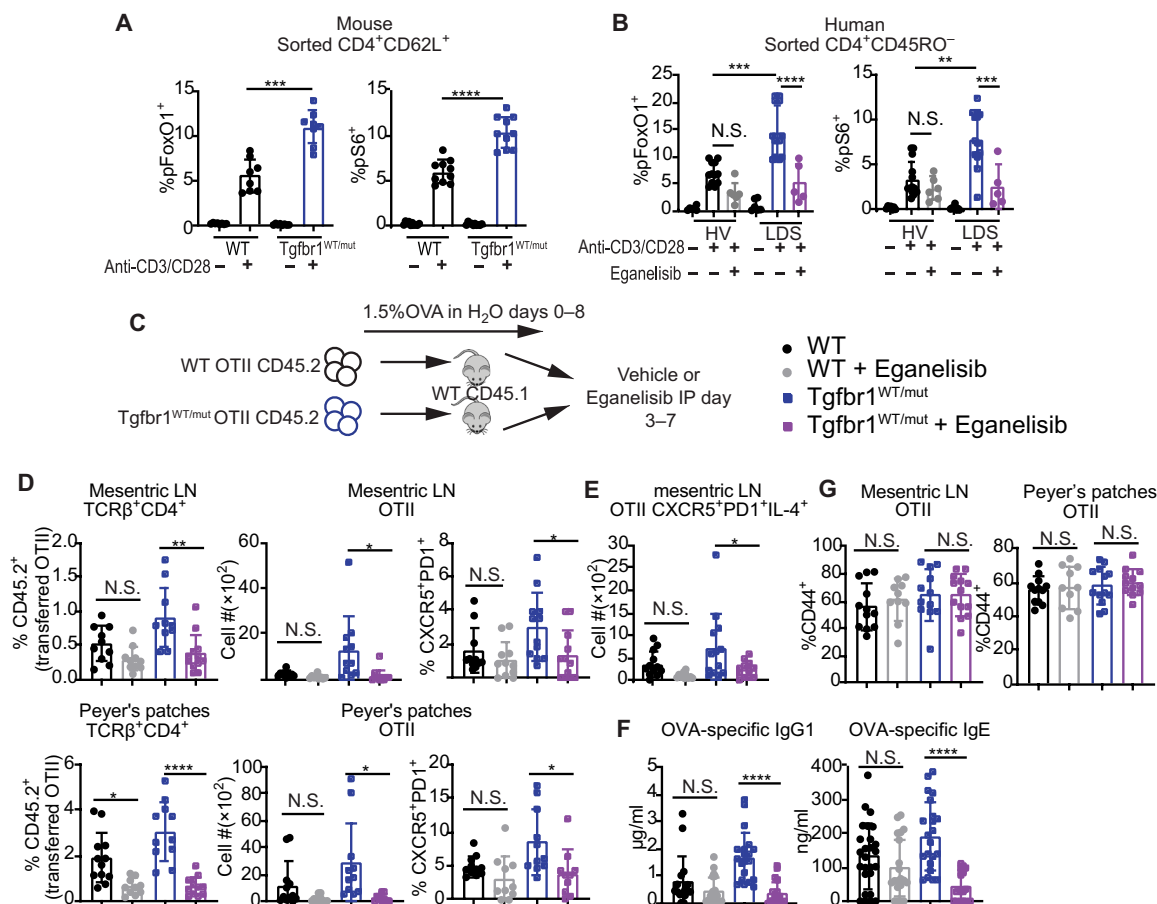 A
Mouse
Sorted CD4⁺CD62L⁺
%pFoxO1⁺
15
10
5
0
***
WT
Tgfbr1^WT/mut
%pS6⁺
15
10
5
0
****
WT
Tgfbr1^WT/mut
Anti-CD3/CD28
– + – + – + – +
B
Human
Sorted CD4⁺CD45RO⁻
%pFoxO1⁺
25
20
15
10
5
0
***
****
N.S.
HV
LDS
%pS6⁺
15
10
5
0
**
***
N.S.
HV
LDS
Anti-CD3/CD28
– + + – + + – + + – + +
Eganelisib
– – + – – + – – + – – +
C
1.5%OVA in H₂O days 0–8
WT OTII CD45.2
WT CD45.1
Tgfbr1^WT/mut OTII CD45.2
Vehicle or
Eganelisib IP day
3–7
WT
WT + Eganelisib
Tgfbr1^WT/mut
Tgfbr1^WT/mut + Eganelisib
D
Mesentric LN
TCRβ⁺CD4⁺
% CD45.2⁺
(transferred OTII)
2.0
1.5
1.0
0.5
0.0
N.S.
**
Mesentric LN
OTII
Cell #(×10²)
60
40
20
0
N.S.
*
% CXCR5⁺PD1⁺
8
6
4
2
0
N.S.
*
Peyer's patches
TCRβ⁺CD4⁺
% CD45.2⁺
(transferred OTII)
6
4
2
0
*
****
Peyer's patches
OTII
Cell #(×10²)
100
80
60
40
20
0
N.S.
*
% CXCR5⁺PD1⁺
20
15
10
5
0
N.S.
*
E
mesentric LN
OTII CXCR5⁺PD1⁺IL-4⁺
Cell #(×10²)
30
20
10
5
0
N.S.
*
F
OVA-specific IgG1
µg/ml
5
4
3
2
1
0
N.S.
****
OVA-specific IgE
ng/ml
400
300
200
100
0
N.S.
****
G
Mesentric LN
OTII
%CD44⁺
100
80
60
40
20
0
N.S.
N.S.
Peyer's patches
OTII
%CD44⁺
100
80
60
40
20
0
N.S.
N.S.